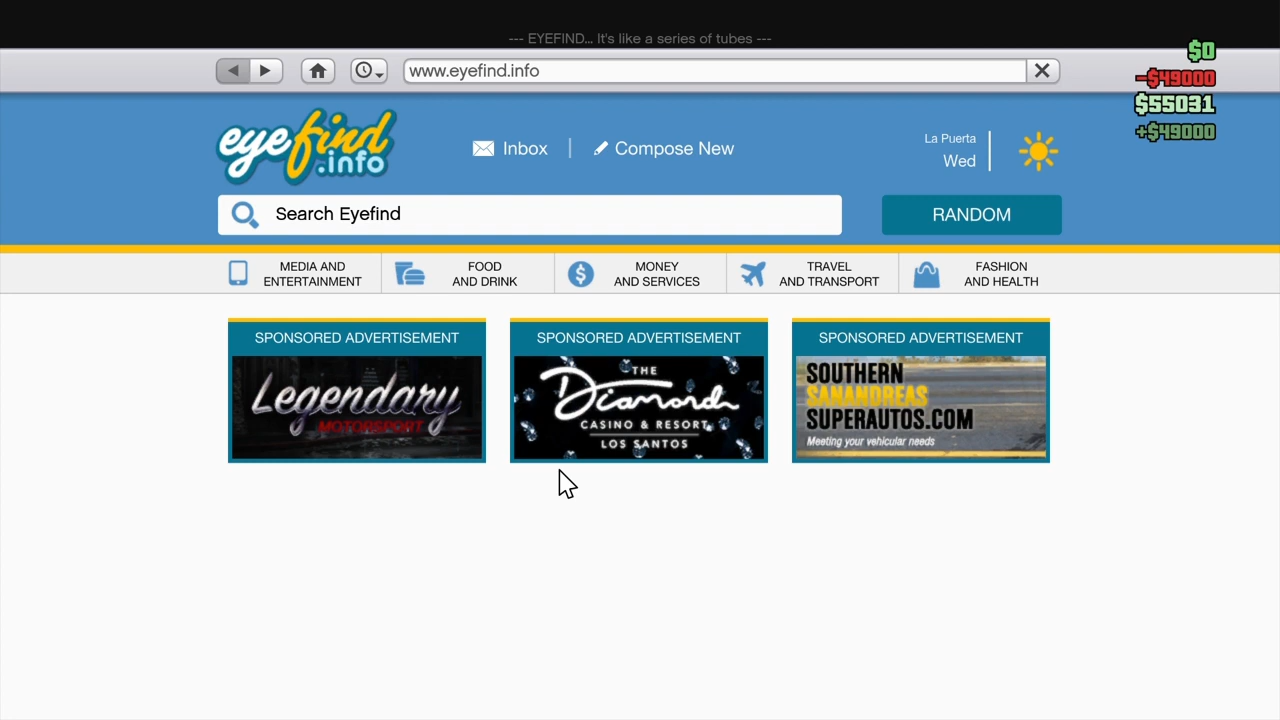 --- EYEFIND... It's like a series of tubes ---
$0
www.eyefind.info
-$49000
$55031
+$49000
eyefind
.info
Inbox
Compose New
La Puerta
Wed
Search Eyefind
RANDOM
MEDIA AND
ENTERTAINMENT
FOOD
AND DRINK
MONEY
AND SERVICES
TRAVEL
AND TRANSPORT
FASHION
AND HEALTH
SPONSORED ADVERTISEMENT
Legendary
MOTORSPORT
SPONSORED ADVERTISEMENT
THE
Diamond
CASINO & RESORT
LOS SANTOS
SPONSORED ADVERTISEMENT
SOUTHERN
SANANDREAS
SUPERAUTOS.COM
Meeting your vehicular needs